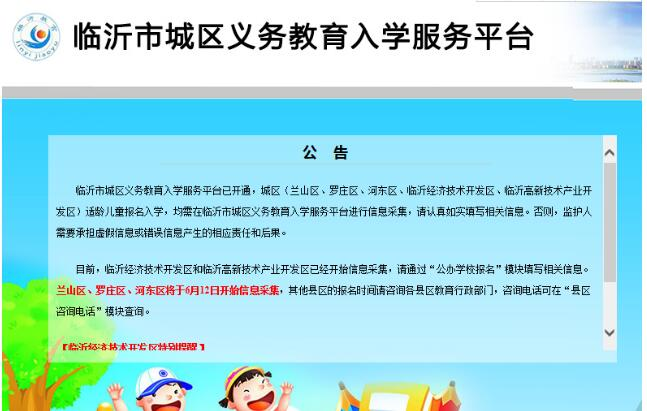 临沂教育
linyi jiaoyu
临沂市城区义务教育入学服务平台
公 告
临沂市城区义务教育入学服务平台已开通，城区（兰山区、罗庄区、河东区、临沂经济技术开发区、临沂高新技术产业开
发区）适龄儿童报名入学，均需在临沂市城区义务教育入学服务平台进行信息采集，请认真如实填写相关信息。否则，监护人
需要承担虚假信息或错误信息产生的相应责任和后果。
目前，临沂经济技术开发区和临沂高新技术产业开发区已经开始信息采集，请通过“公办学校报名”模块填写相关信息。
兰山区、罗庄区、河东区将于6月12日开始信息采集，其他县区的报名时间请咨询各县区教育行政部门，咨询电话可在“县区
咨询电话”模块查询。
【临沂经济技术开发区特别提醒】